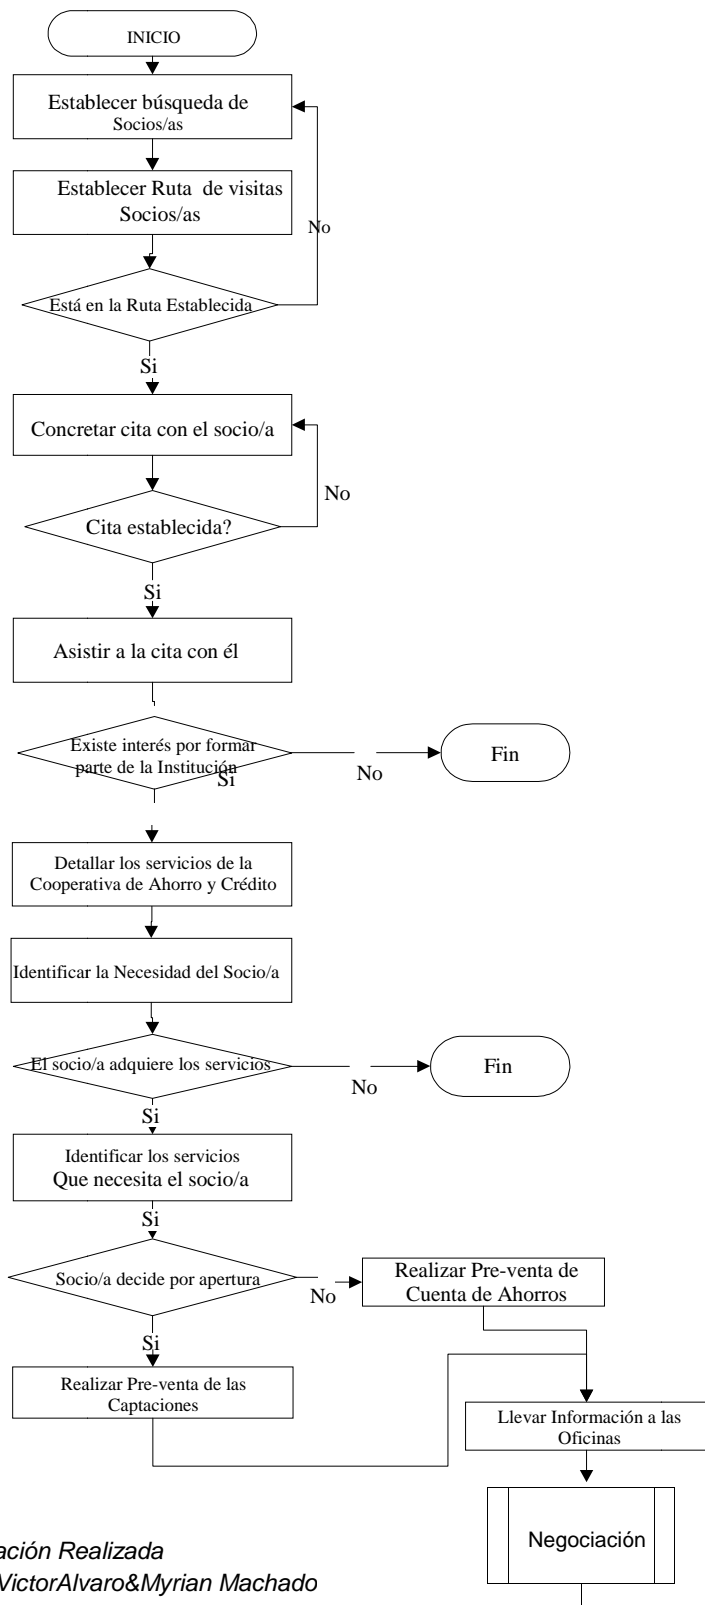 INICIO
Establecer búsqueda de
Socios/as
Establecer Ruta de visitas
Socios/as
No
Está en la Ruta Establecida
Si
Concretar cita con el socio/a
No
Cita establecida?
Si
Asistir a la cita con él
Existe interés por formar
parte de la Institución
Si
No
Fin
Detallar los servicios de la
Cooperativa de Ahorro y Crédito
Identificar la Necesidad del Socio/a
El socio/a adquiere los servicios
No
Fin
Si
Identificar los servicios
Que necesita el socio/a
Si
Socio/a decide por apertura
No
Realizar Pre-venta de
Cuenta de Ahorros
Si
Realizar Pre-venta de las
Captaciones
Llevar Información a las
Oficinas
Negociación
ación Realizada
VictorAlvaro&Myrian Machado